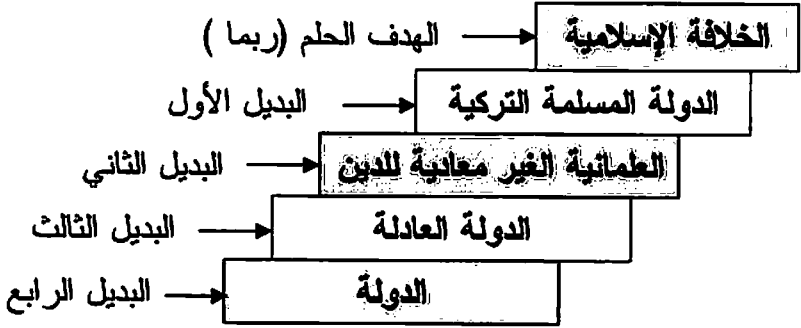 الخلافة الإسلامية الهدف الحلم (ربما )
الدولة المسلمة التركية البديل الأول
العلمانية الغير معادية للدين البديل الثاني
الدولة العادلة البديل الثالث
الدولة البديل الرابع